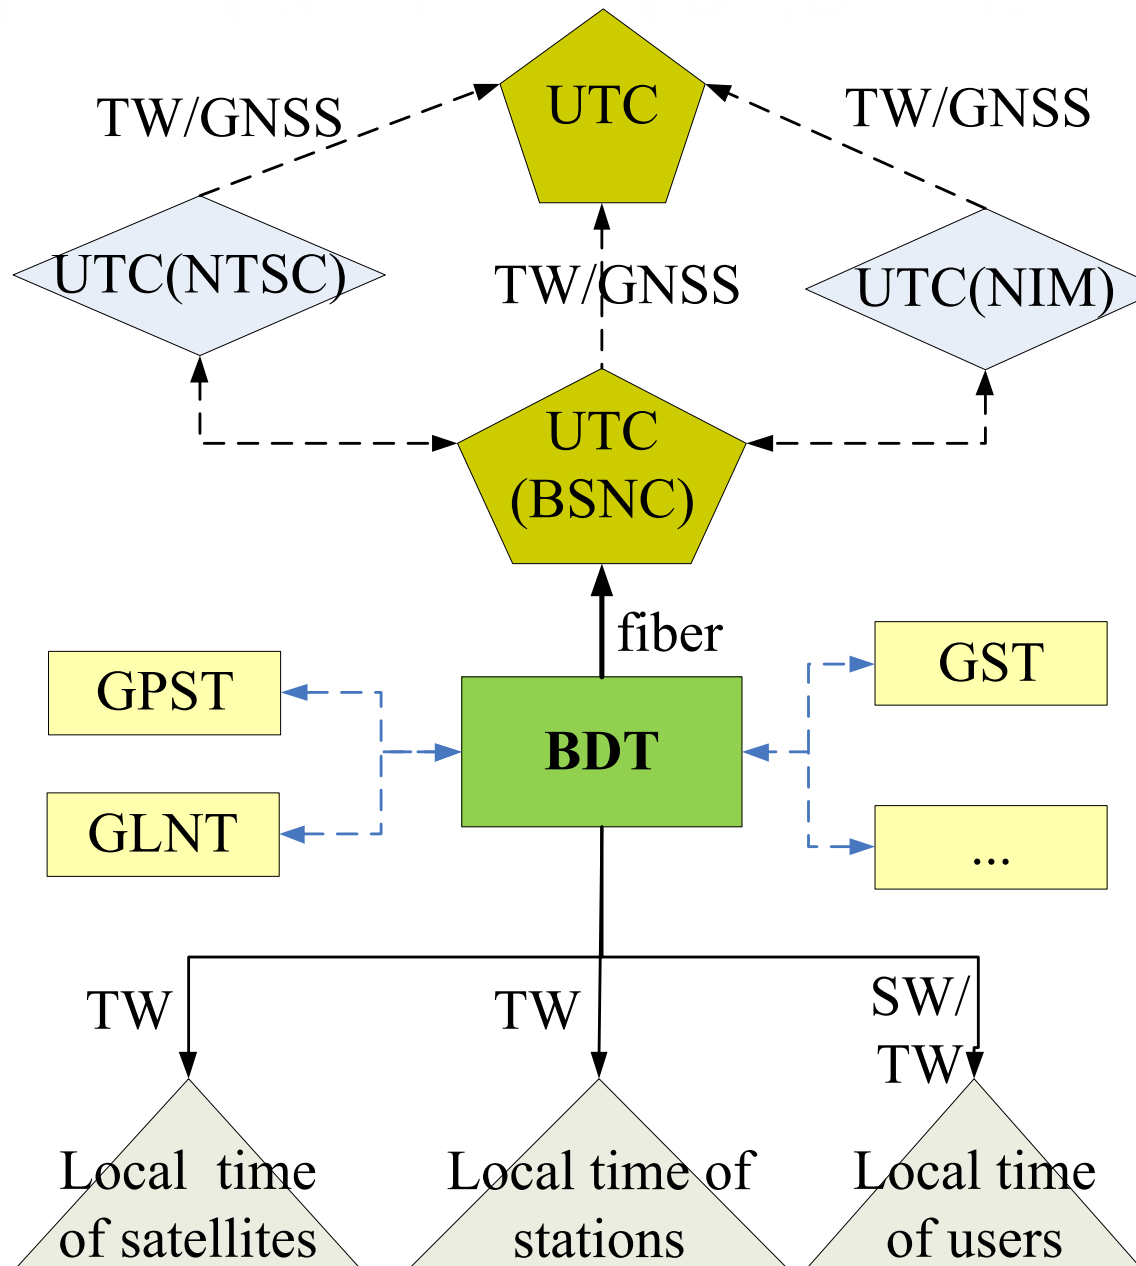 UTC
TW/GNSS
TW/GNSS
UTC(NTSC)
TW/GNSS
UTC(NIM)
UTC
(BSNC)
fiber
GPST
GST
BDT
GLNT
...
TW
TW
SW/
TW
Local time
of satellites
Local time of
stations
Local time
of users